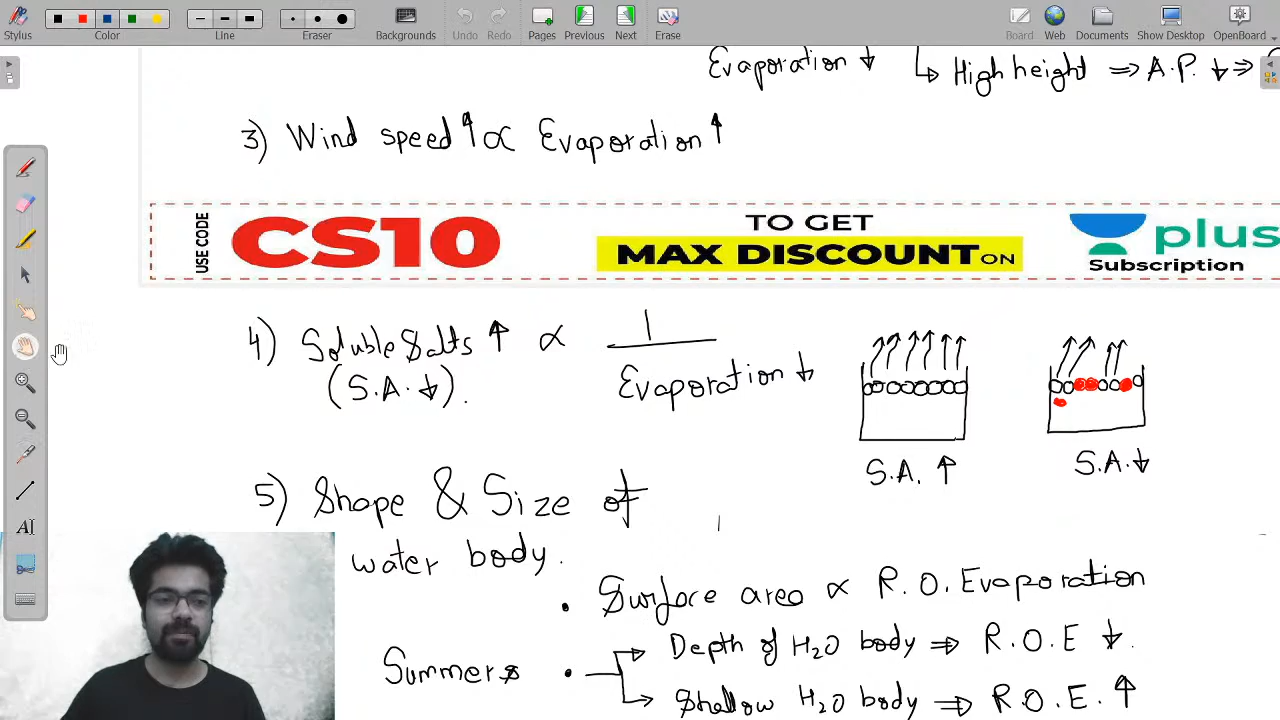 Stylus Color Line Eraser Backgrounds Undo Redo Pages Previous Next Erase Board Web Documents Show Desktop OpenBoard
Evaporation ↓ ↳ High height ⇒ A.P. ↓ ⇒
3) Wind speed ↑ ∝ Evaporation ↑
USE CODE CS10 TO GET MAX DISCOUNT ON plus Subscription
4) Soluble Salts ↑ ∝ 1
(S.A. ↓). Evaporation ↓
S.A. ↑ S.A. ↓
5) Shape & Size of
water body.
• Surface area ∝ R.O. Evaporation
Summers • → Depth of H2O body ⇒ R.O.E ↓.
→ Shallow H2O body ⇒ R.O.E. ↑